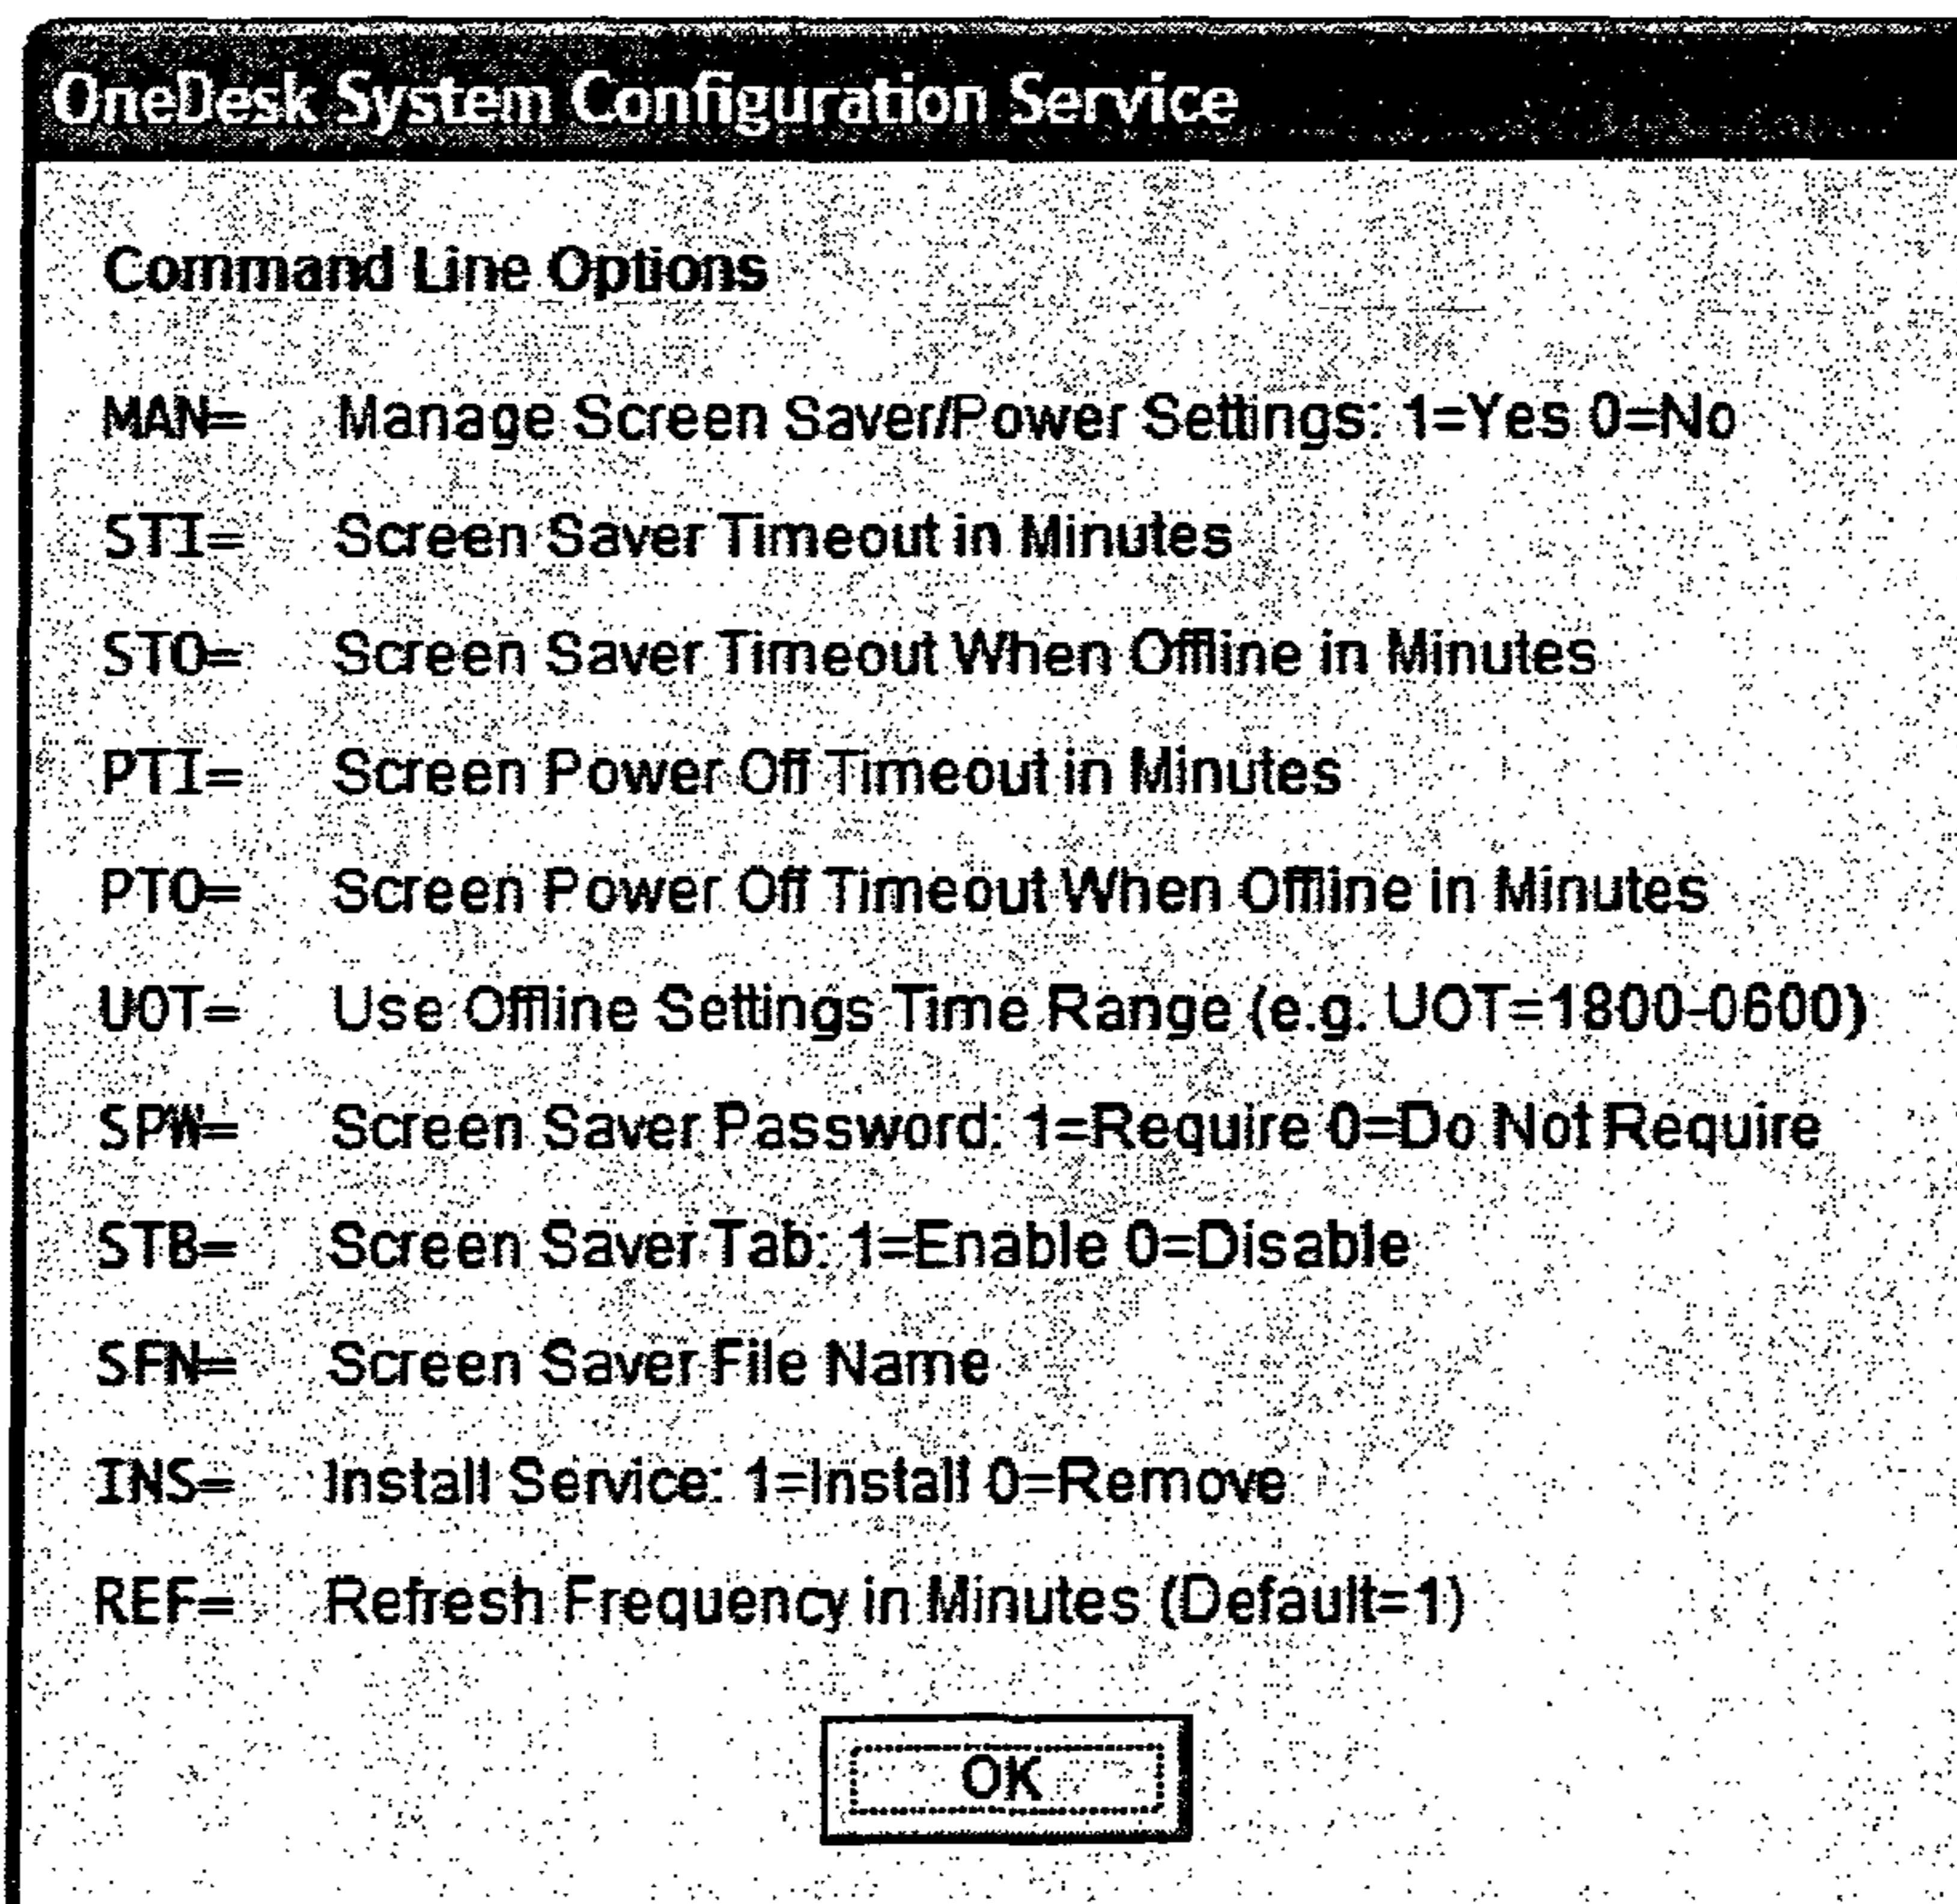 OneDesk System Configuration Service
Command Line Options
MAN= Manage Screen Saver/Power Settings: 1=Yes 0=No
STI= Screen Saver Timeout in Minutes
STO= Screen Saver Timeout When Offline in Minutes
PTI= Screen Power Off Timeout in Minutes
PTO= Screen Power Off Timeout When Offline in Minutes
UOT= Use Offline Settings Time Range (e.g. UOT=1800-0600)
SPW= Screen Saver Password: 1=Require 0=Do Not Require
STB= Screen Saver Tab: 1=Enable 0=Disable
SFN= Screen Saver File Name
INS= Install Service: 1=Install 0=Remove
REF= Refresh Frequency in Minutes (Default=1)
OK